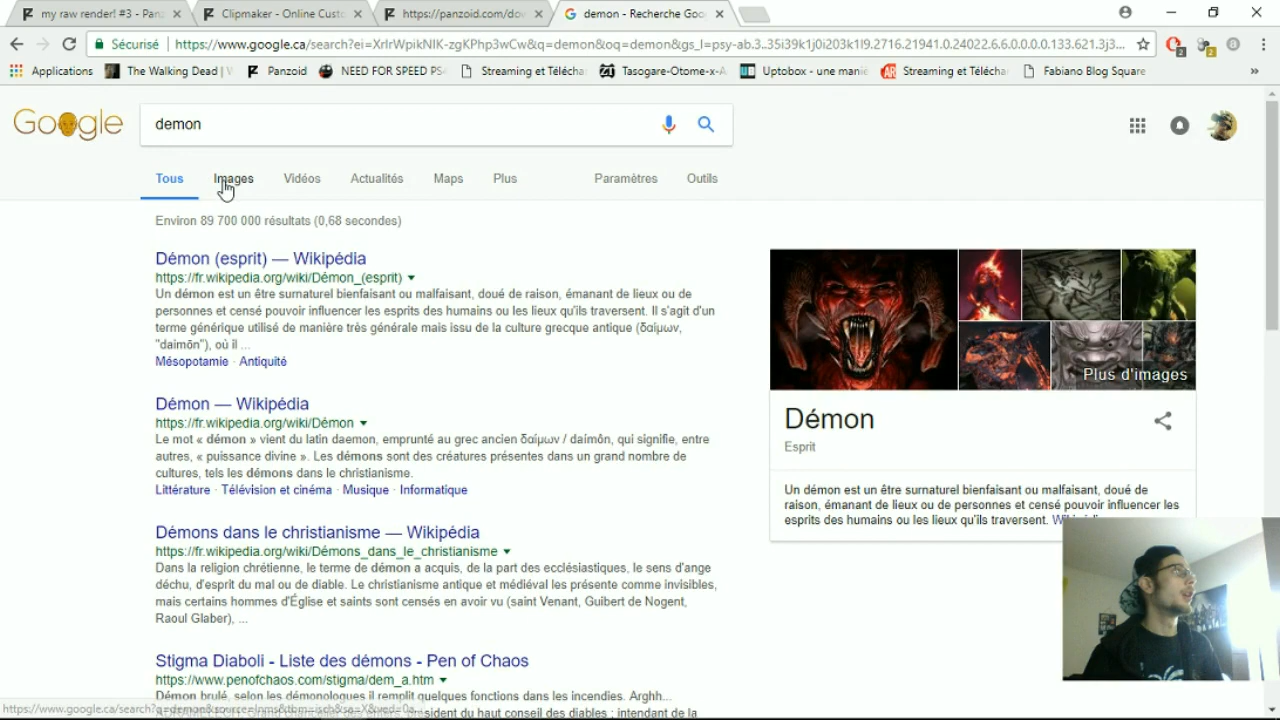 my raw render! #3 - Panz
Clipmaker - Online Custo
https://panzoid.com/dov
demon - Recherche Goo
Sécurisé
https://www.google.ca/search?ei=XrIrWpikNIK-zgKPhp3wCw&q=demon&oq=demon&gs_l=psy-ab.3..35i39k1j0i203k1l9.2716.21941.0.24022.6.6.0.0.0.0.133.621.3j3...
2
2
Applications
The Walking Dead | V
Panzoid
NEED FOR SPEED PS4
Streaming et Télécha
Tasogare-Otome-x-A
Uptobox - une maniè
Streaming et Télécha
Fabiano Blog Square
»
Google
demon
Tous
Images
Vidéos
Actualités
Maps
Plus
Paramètres
Outils
Environ 89 700 000 résultats (0,68 secondes)
Démon (esprit) — Wikipédia
https://fr.wikipedia.org/wiki/Démon_(esprit)
Un démon est un être surnaturel bienfaisant ou malfaisant, doué de raison, émanant de lieux ou de
personnes et censé pouvoir influencer les esprits des humains ou les lieux qu'ils traversent. Il s'agit d'un
terme générique utilisé de manière très générale mais issu de la culture grecque antique (δαίμων,
"daimōn"), où il ...
Mésopotamie · Antiquité
Démon — Wikipédia
https://fr.wikipedia.org/wiki/Démon
Le mot « démon » vient du latin daemon, emprunté au grec ancien δαίμων / daímôn, qui signifie, entre
autres, « puissance divine ». Les démons sont des créatures présentes dans un grand nombre de
cultures, tels les démons dans le christianisme.
Littérature · Télévision et cinéma · Musique · Informatique
Démons dans le christianisme — Wikipédia
https://fr.wikipedia.org/wiki/Démons_dans_le_christianisme
Dans la religion chrétienne, le terme de démon a acquis, de la part des ecclésiastiques, le sens d'ange
déchu, d'esprit du mal ou de diable. Le christianisme antique et médiéval les présente comme invisibles,
mais certains hommes d'Église et saints sont censés en avoir vu (saint Venant, Guibert de Nogent,
Raoul Glaber), ...
Stigma Diaboli - Liste des démons - Pen of Chaos
https://www.penofchaos.com/stigma/dem_a.htm
Démon brulé, selon les démonologues il remplit quelques fonctions dans les incendies. Arghh...
président du haut conseil des diables ; intendant de la
https://www.google.ca/search?q=demon&source=lnms&tbm=isch&sa=X&ved=0a...
Plus d'images
Démon
Esprit
Un démon est un être surnaturel bienfaisant ou malfaisant, doué de
raison, émanant de lieux ou de personnes et censé pouvoir influencer les
esprits des humains ou les lieux qu'ils traversent.